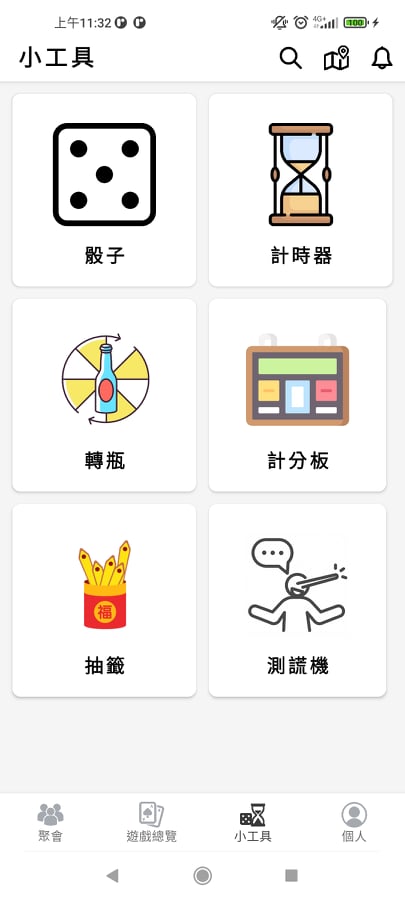 上午11:32
4G+
100
小工具
骰子
計時器
轉瓶
計分板
福
抽籤
測謊機
聚會
遊戲總覽
小工具
個人